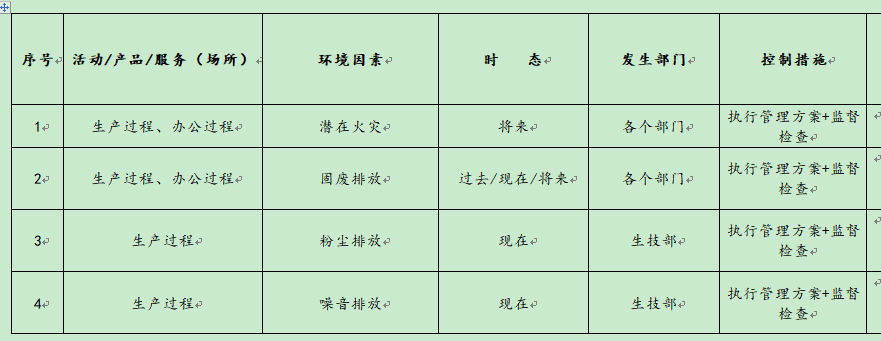 序号 活动/产品/服务（场所） 环境因素 时 态 发生部门 控制措施
1 生产过程、办公过程 潜在火灾 将来 各个部门 执行管理方案+监督
检查
2 生产过程、办公过程 固废排放 过去/现在/将来 各个部门 执行管理方案+监督
检查
3 生产过程 粉尘排放 现在 生技部 执行管理方案+监督
检查
4 生产过程 噪音排放 现在 生技部 执行管理方案+监督
检查